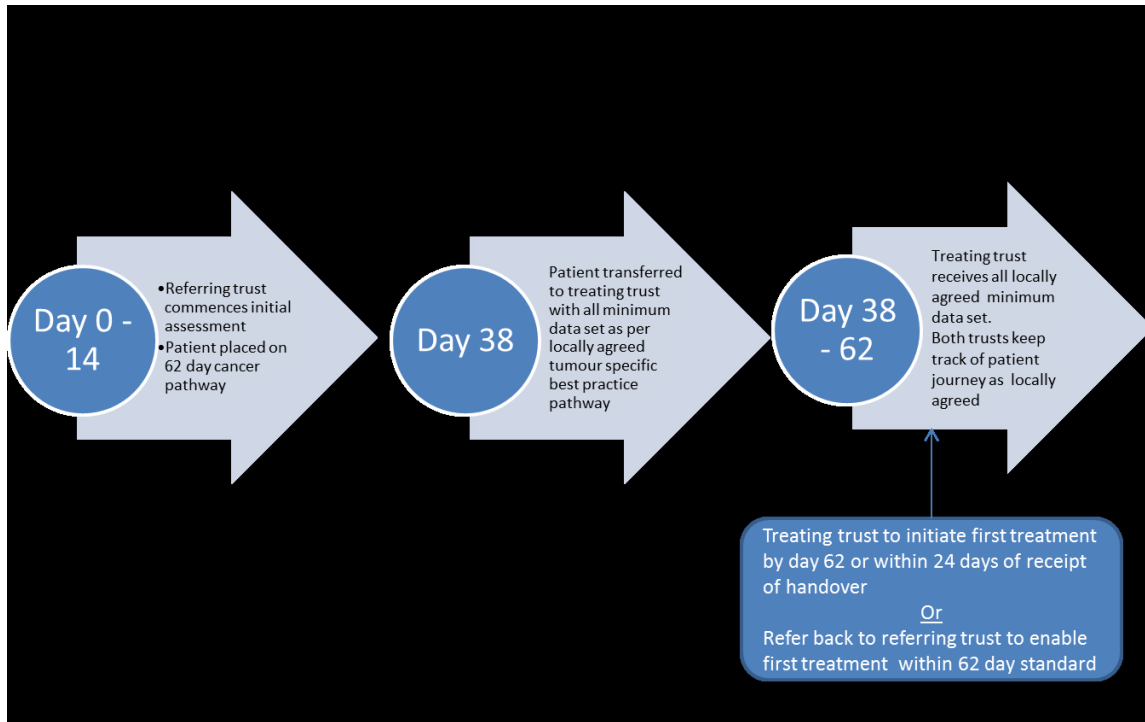 Day 0 -
14
•Referring trust
commences initial
assessment
•Patient placed on
62 day cancer
pathway
Day 38
Patient transferred
to treating trust
with all minimum
data set as per
locally agreed
tumour specific
best practice
pathway
Day 38
- 62
Treating trust
receives all locally
agreed minimum
data set.
Both trusts keep
track of patient
journey as locally
agreed
Treating trust to initiate first treatment
by day 62 or within 24 days of receipt
of handover
Or
Refer back to referring trust to enable
first treatment within 62 day standard